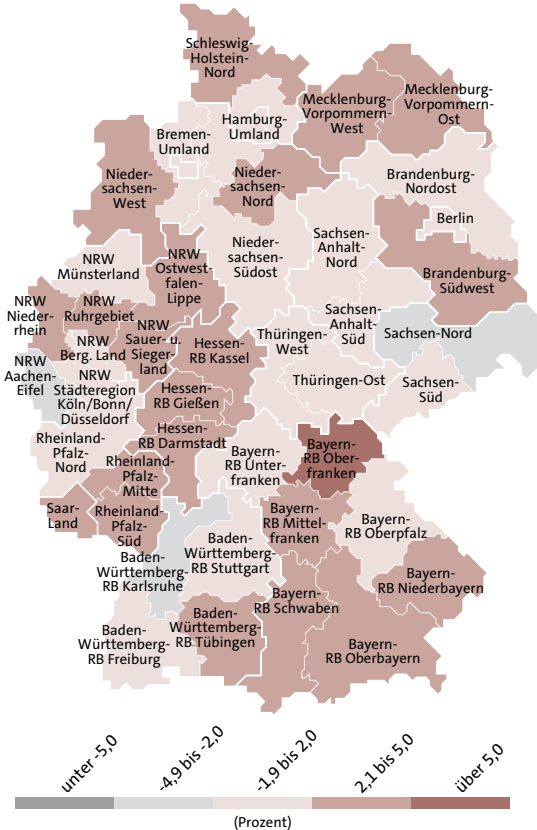 Schleswig-
Holstein-
Nord
Mecklenburg-
Vorpommern-
West
Mecklenburg-
Vorpommern-
Ost
Hamburg-
Umland
Bremen-
Umland
Nieder-
sachsen-
West
Nieder-
sachsen-
Nord
Brandenburg-
Nordost
Berlin
Sachsen-
Anhalt-
Nord
Nieder-
sachsen-
Südost
NRW
Münsterland
NRW
Ostwest-
falen-
Lippe
Brandenburg-
Südwest
NRW
Nieder-
rhein
NRW
Ruhrgebiet
NRW
Sauer- u.
Sieger-
land
NRW
Berg. Land
Hessen-
RB Kassel
Thüringen-
West
Sachsen-
Anhalt-
Süd
Sachsen-Nord
NRW
Aachen-
Eifel
NRW
Städteregion
Köln/Bonn/
Düsseldorf
Hessen-
RB Gießen
Thüringen-Ost
Sachsen-
Süd
Rheinland-
Pfalz-
Nord
Hessen-
RB Darmstadt
Bayern-
RB Unter-
franken
Bayern-
RB Ober-
franken
Rheinland-
Pfalz-
Mitte
Saar-
Land
Rheinland-
Pfalz-
Süd
Bayern-
RB Mittel-
franken
Bayern-
RB Oberpfalz
Baden-
Württemberg-
RB Karlsruhe
Baden-
Württemberg-
RB Stuttgart
Bayern-
RB Niederbayern
Bayern-
RB Schwaben
Baden-
Württemberg-
RB Freiburg
Baden-
Württemberg-
RB Tübingen
Bayern-
RB Oberbayern
unter -5,0
-4,9 bis -2,0
-1,9 bis 2,0
2,1 bis 5,0
über 5,0
(Prozent)